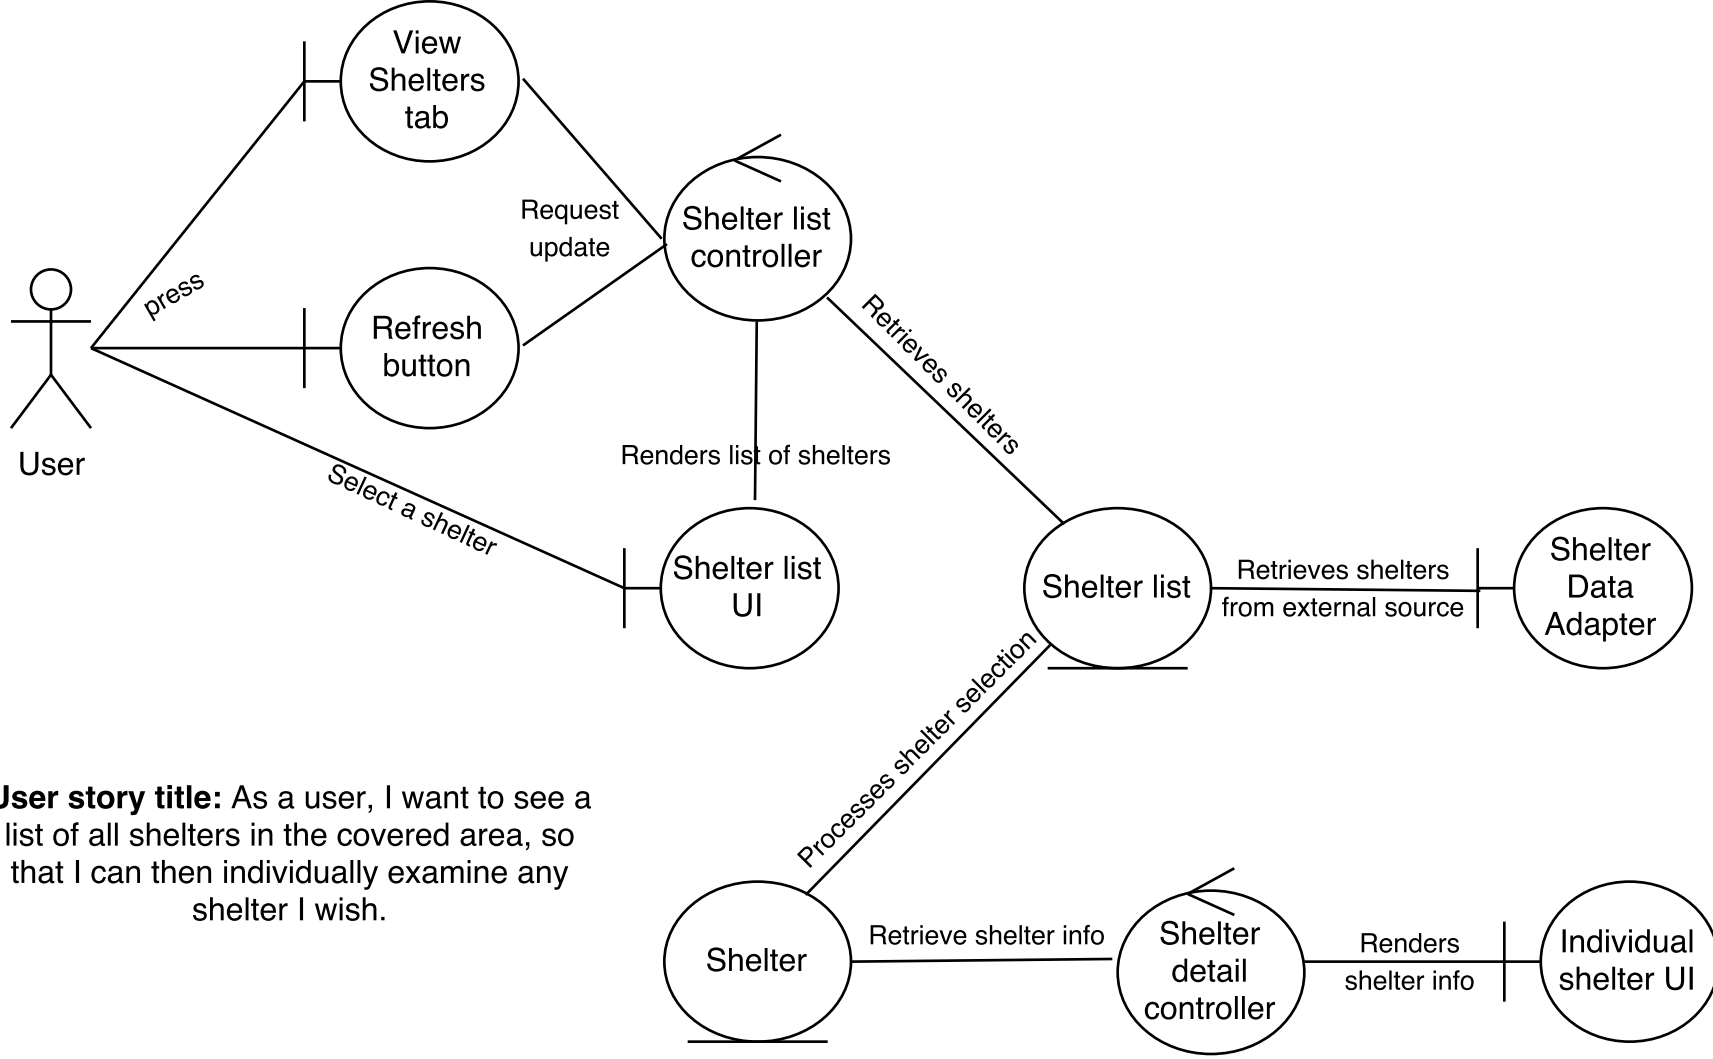 View
Shelters
tab
Request
update
Shelter list
controller
press
Refresh
button
User
Select a shelter
Renders list of shelters
Retrieves shelters
Shelter list
UI
Shelter list
Retrieves shelters
from external source
Shelter
Data
Adapter
Processes shelter selection
User story title: As a user, I want to see a
list of all shelters in the covered area, so
that I can then individually examine any
shelter I wish.
Shelter
Retrieve shelter info
Shelter
detail
controller
Renders
shelter info
Individual
shelter UI